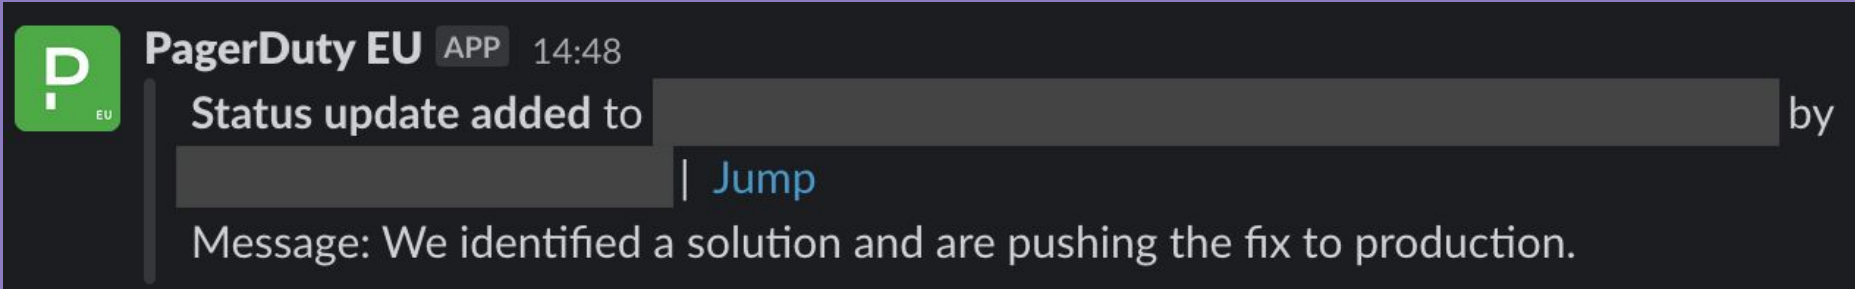 P
EU
PagerDuty EU APP 14:48
Status update added to by
| Jump
Message: We identified a solution and are pushing the fix to production.